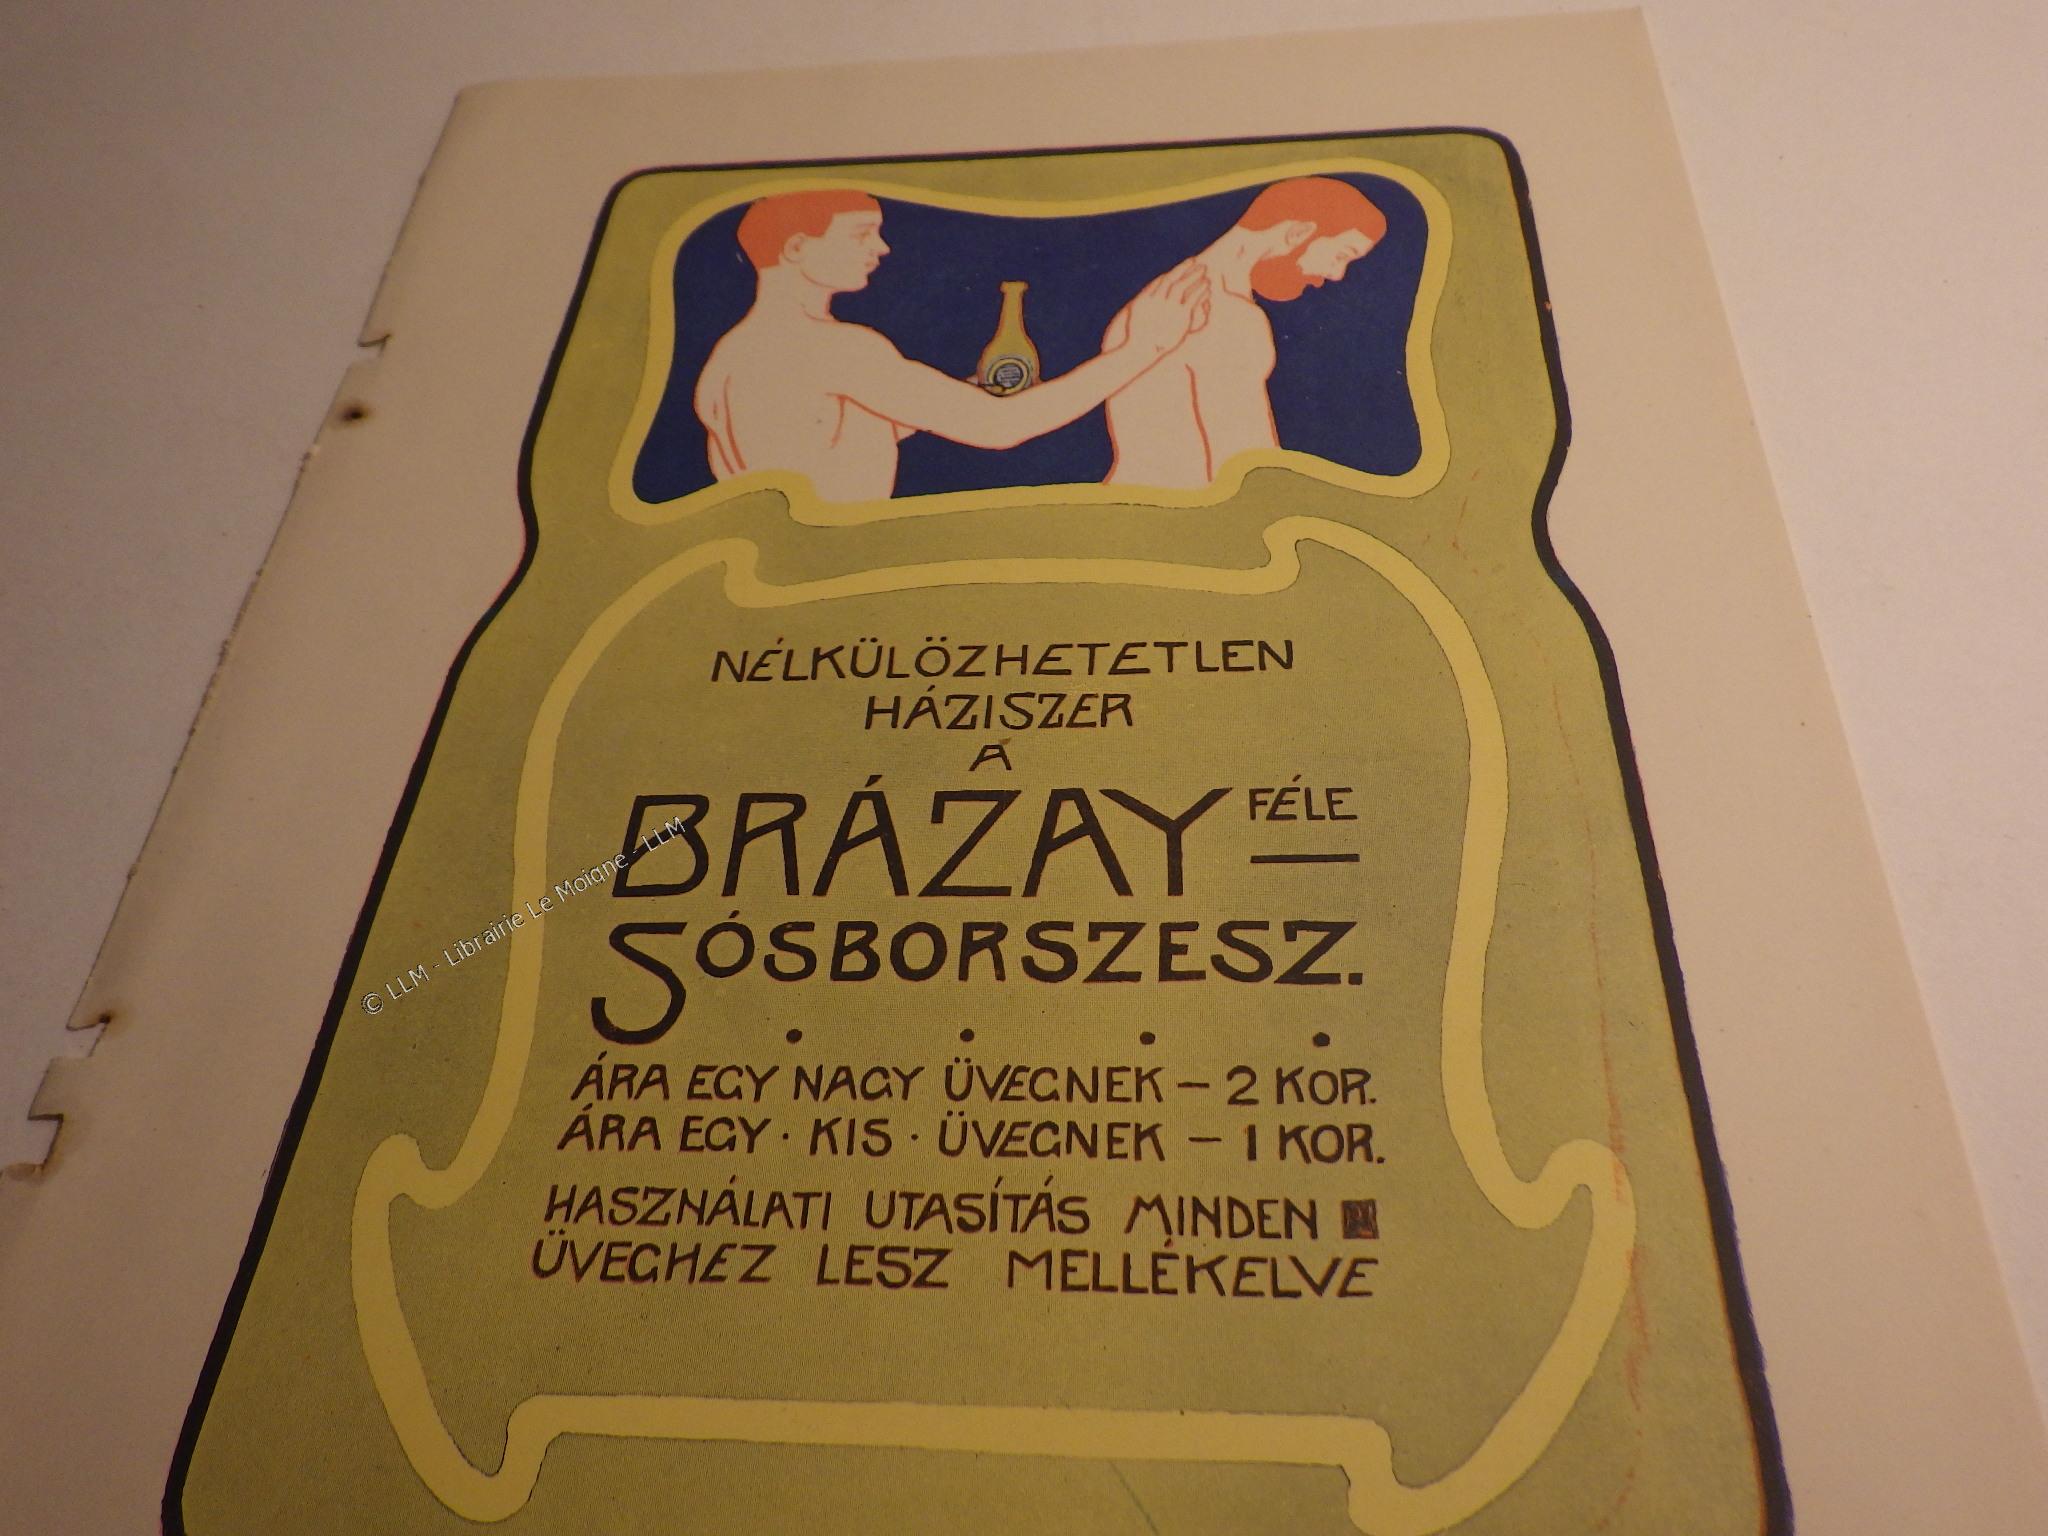 NÉLKÜLÖZHETETLEN
HÁZISZER
A
BRÁZAY FÉLE
SÓSBORSZESZ.
ÁRA EGY NAGY ÜVEGNEK – 2 KOR.
ÁRA EGY · KIS · ÜVEGNEK – 1 KOR.
HASZNÁLATI UTASÍTÁS MINDEN
ÜVEGHEZ LESZ MELLÉKELVE
© LLM - Librairie Le Moigne - LLM